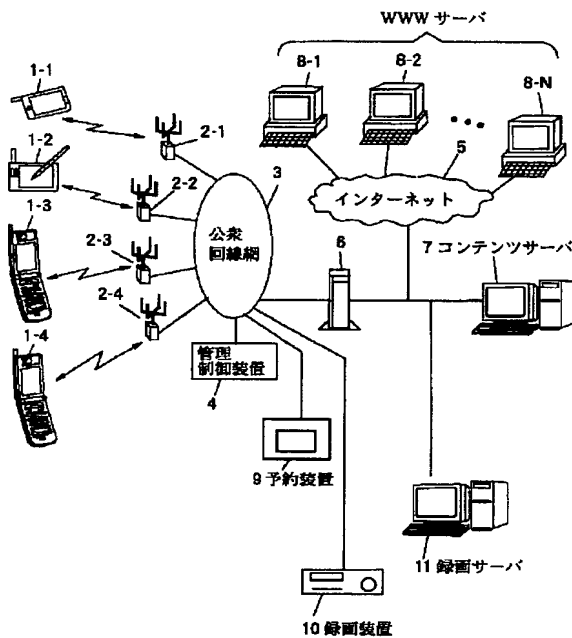 WWW サーバ
8-1
8-2
8-N
1-1
2-1
1-2
2-2
3
5
インターネット
1-3
2-3
公衆
回線網
6
7 コンテンツサーバ
2-4
1-4
管理
制御装置
4
9 予約装置
11 録画サーバ
10 録画装置